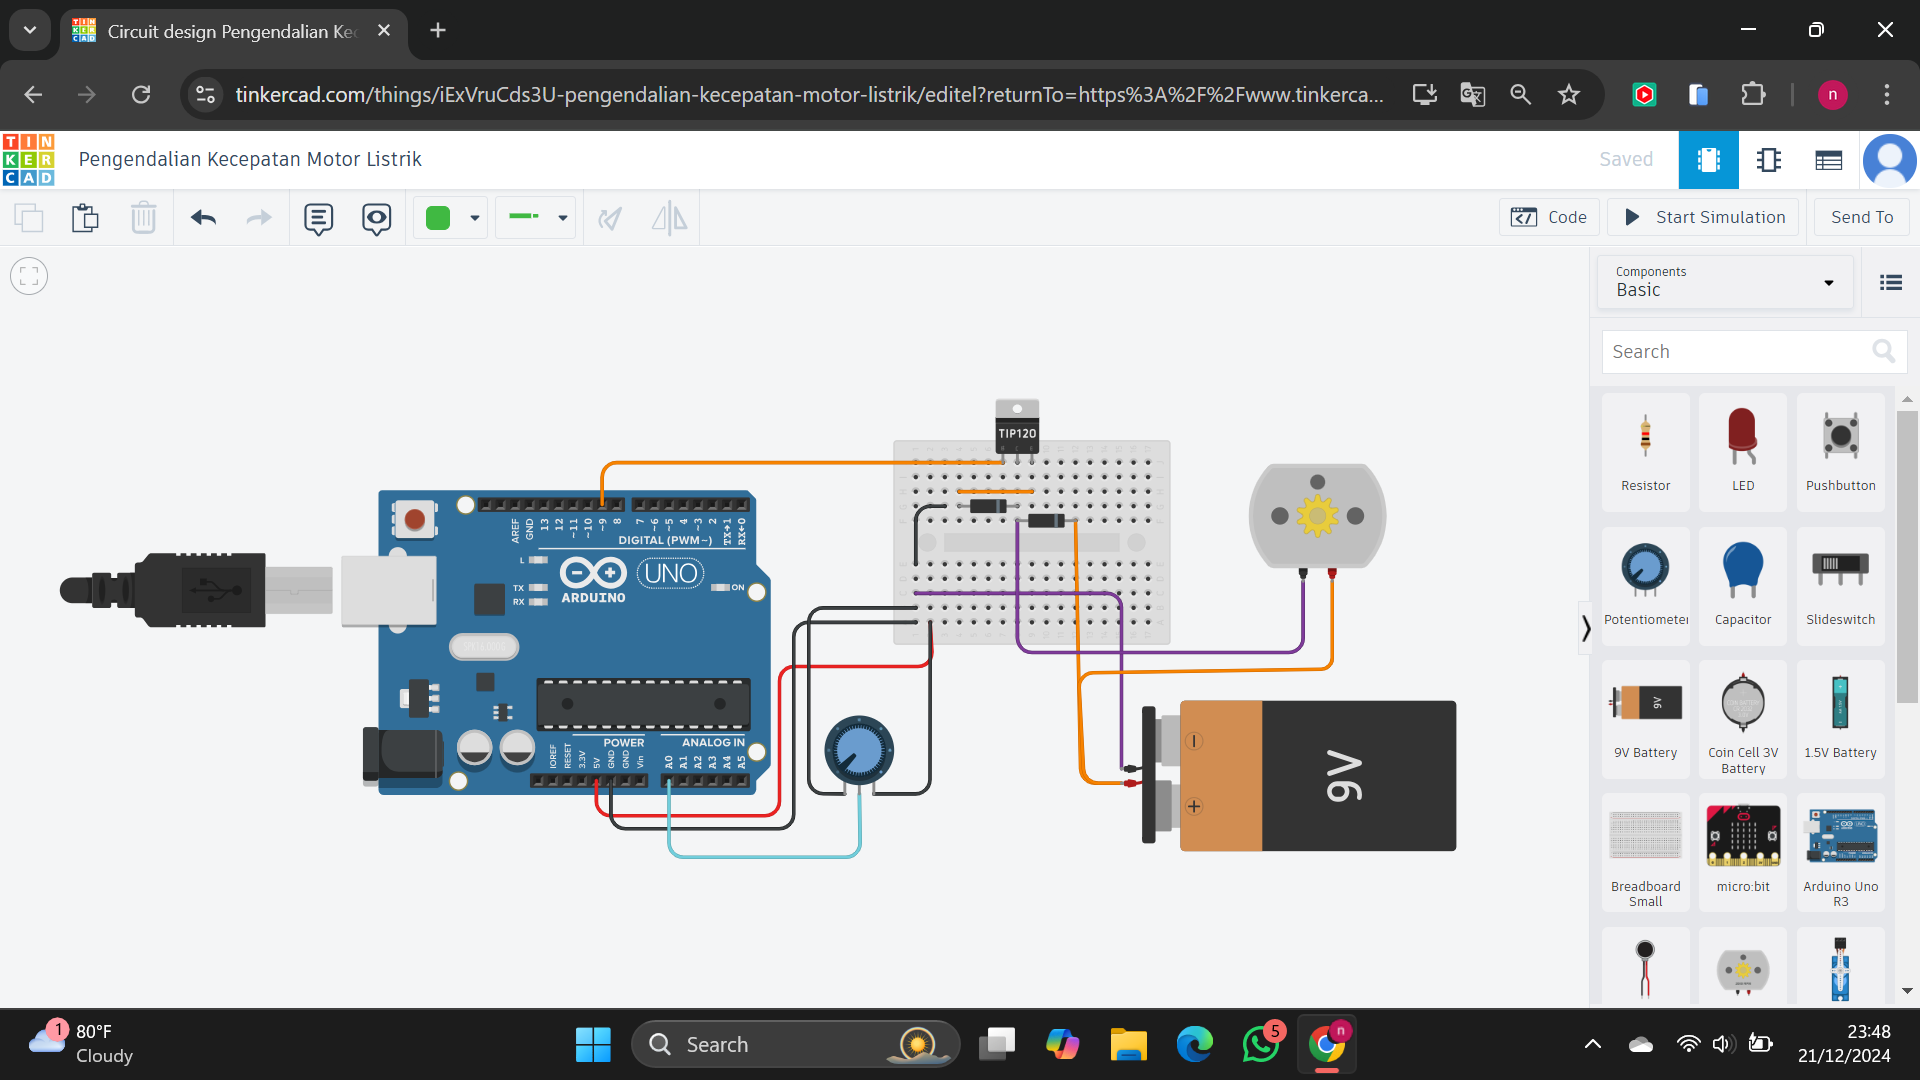 Circuit design Pengendalian Kec
tinkercad.com/things/iExVruCds3U-pengendalian-kecepatan-motor-listrik/editel?returnTo=https%3A%2F%2Fwww.tinkerca...
n
TIN
KER
CAD
Pengendalian Kecepatan Motor Listrik
Saved
Code
Start Simulation
Send To
Components
Basic
Search
Resistor
LED
Pushbutton
Potentiometer
Capacitor
Slideswitch
9V
9V Battery
Coin Cell 3V
Battery
1.5V Battery
Breadboard
Small
micro:bit
Arduino Uno
R3
TIP120
AREF
GND
13
12
~11
~10
~9
8
7
~6
~5
4
~3
2
TX→1
RX←0
DIGITAL (PWM~)
L
TX
RX
ARDUINO
UNO
ON
POWER
ANALOG IN
IOREF
RESET
3.3V
5V
GND
GND
Vin
A0
A1
A2
A3
A4
A5
9V
1
80°F
Cloudy
Search
5
n
23:48
21/12/2024